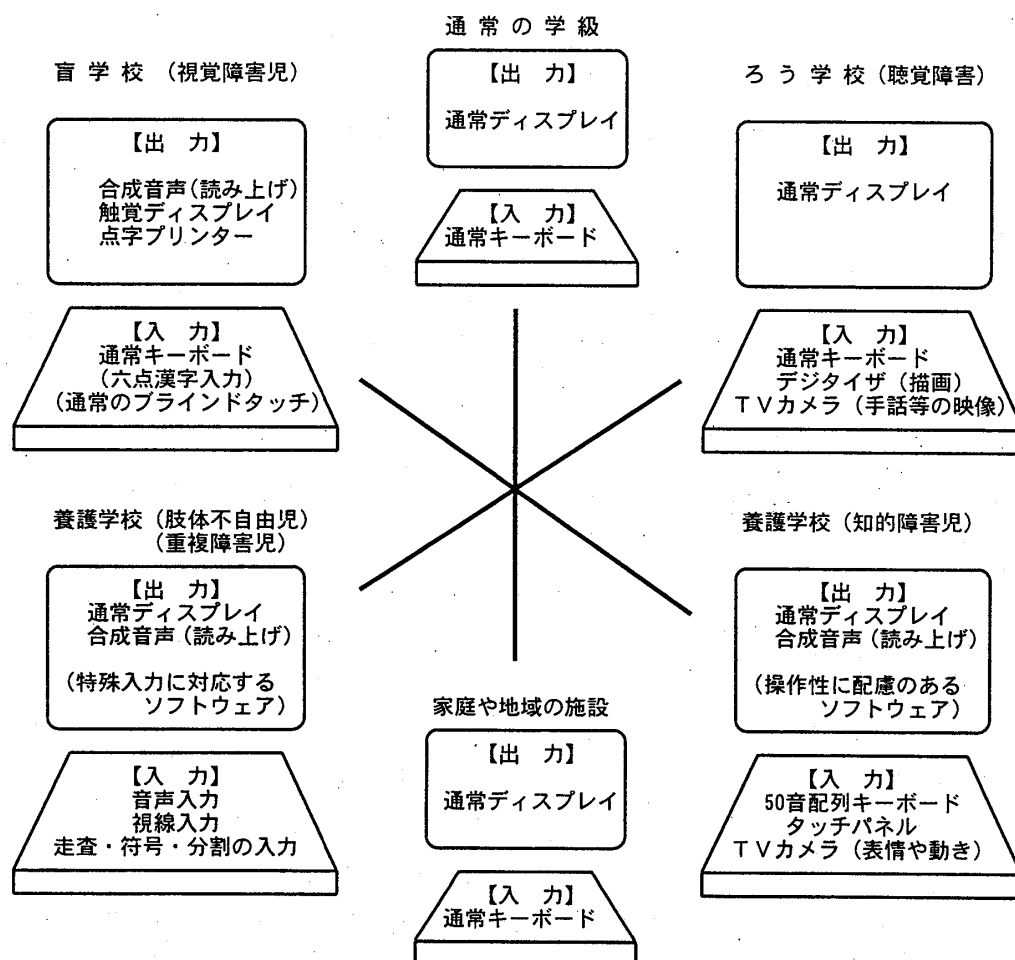 通常の学級
【出　力】
通常ディスプレイ
【入　力】
通常キーボード
盲学校（視覚障害児）
【出　力】
合成音声（読み上げ）
触覚ディスプレイ
点字プリンター
【入　力】
通常キーボード
（六点漢字入力）
（通常のブラインドタッチ）
ろう学校（聴覚障害）
【出　力】
通常ディスプレイ
【入　力】
通常キーボード
デジタイザ（描画）
ＴＶカメラ（手話等の映像）
養護学校（肢体不自由児）
（重複障害児）
【出　力】
通常ディスプレイ
合成音声（読み上げ）
（特殊入力に対応する
ソフトウェア）
【入　力】
音声入力
視線入力
走査・符号・分割の入力
家庭や地域の施設
【出　力】
通常ディスプレイ
【入　力】
通常キーボード
養護学校（知的障害児）
【出　力】
通常ディスプレイ
合成音声（読み上げ）
（操作性に配慮のある
ソフトウェア）
【入　力】
50音配列キーボード
タッチパネル
ＴＶカメラ（表情や動き）